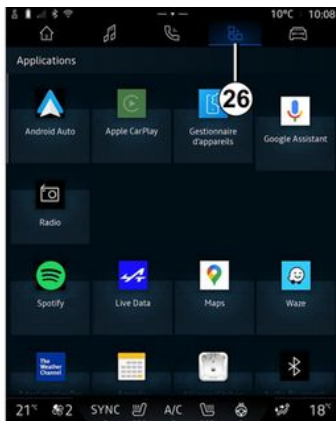 10°C 10:08
Applications
26
Android Auto
Apple CarPlay
Gestionnaire
d'appareils
Google Assistant
Radio
Spotify
Live Data
Maps
Waze
The
Weather
Channel
21°C 2 SYNC A/C 18°C